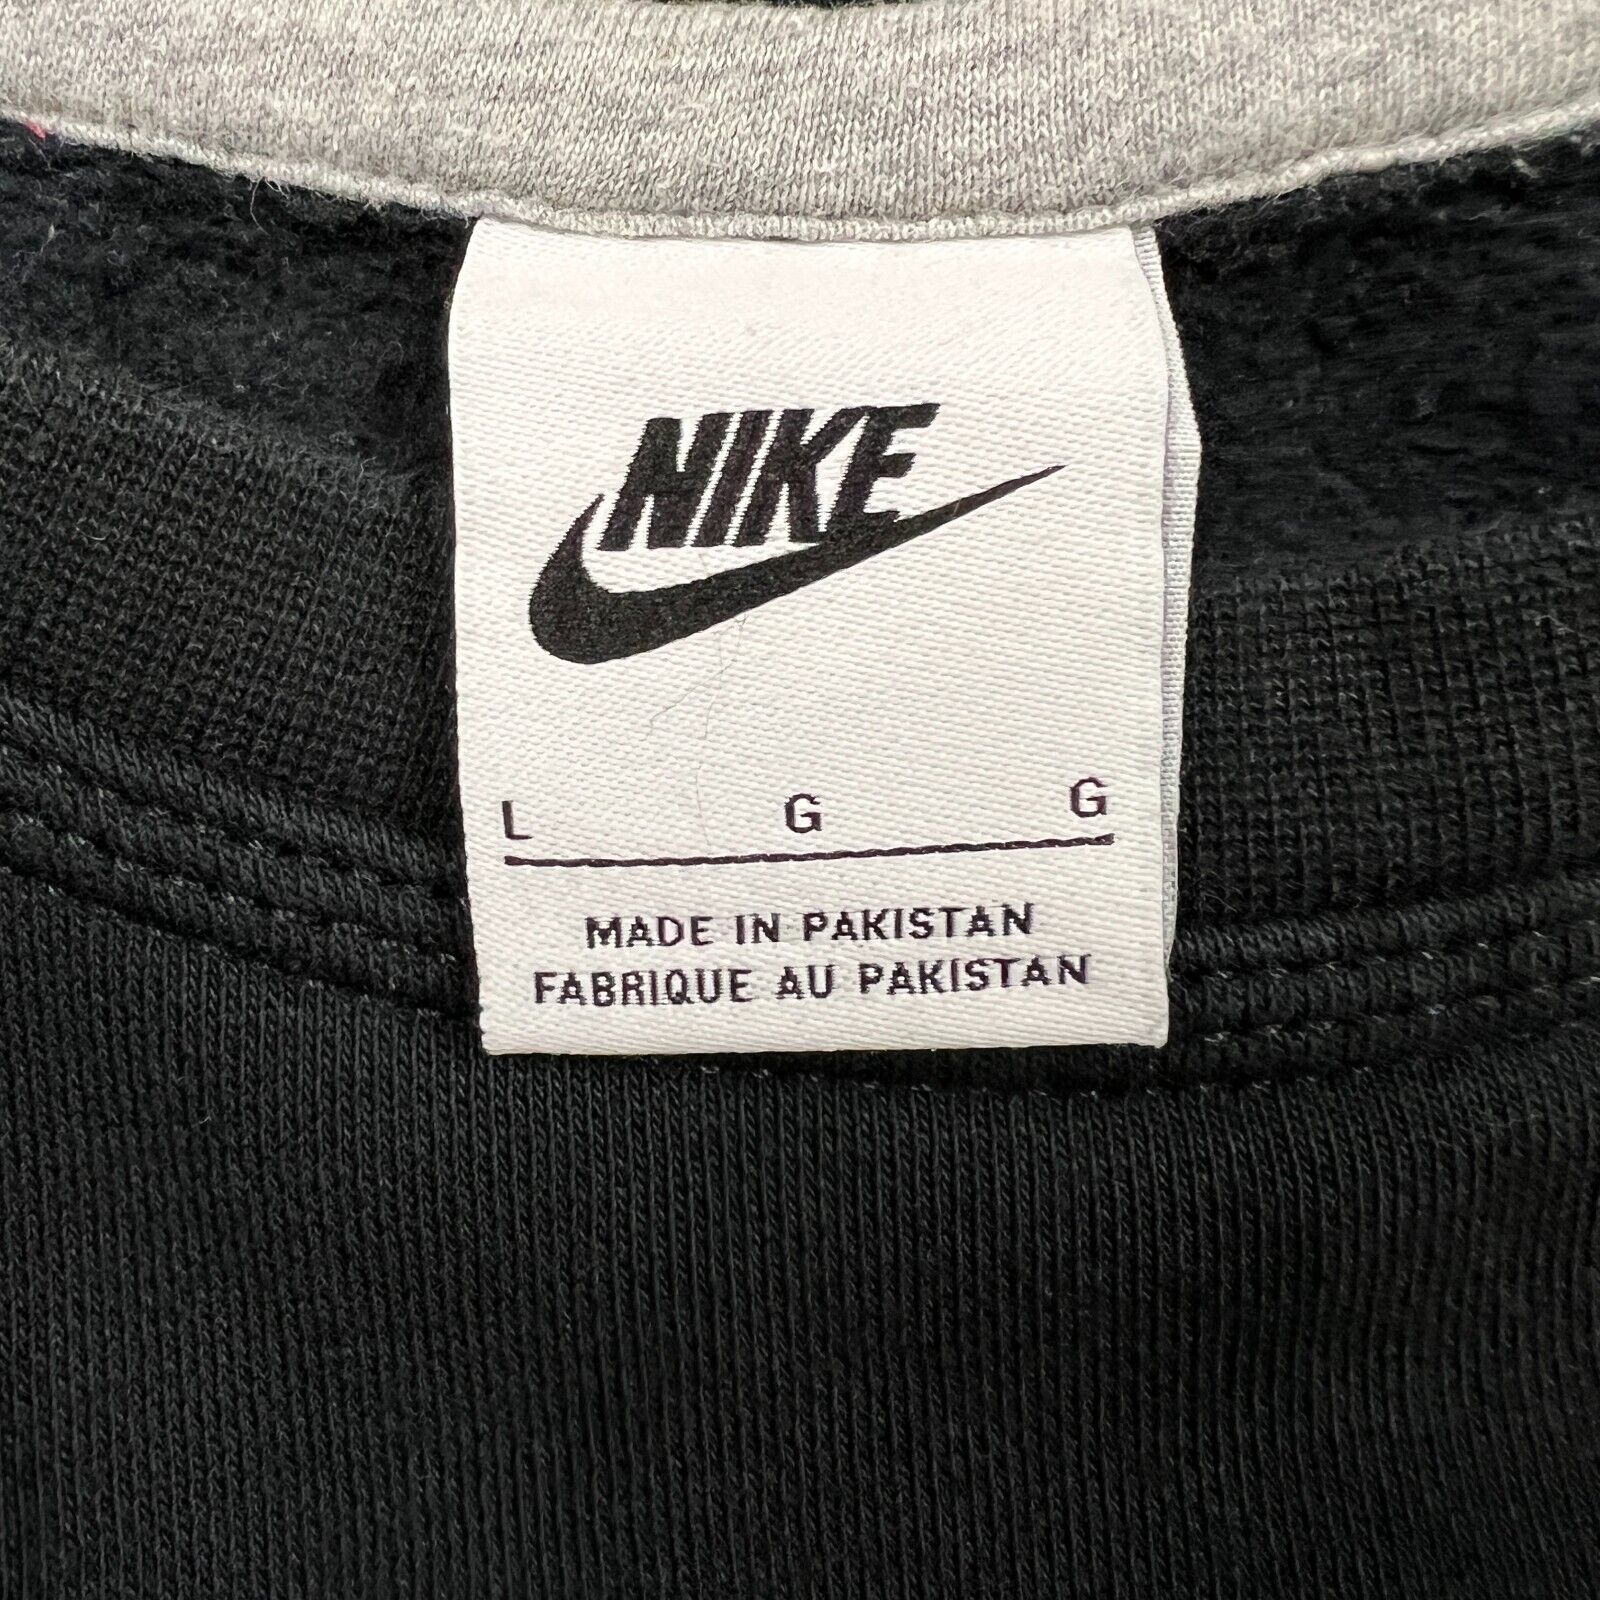 NIKE
L G G
MADE IN PAKISTAN
FABRIQUE AU PAKISTAN